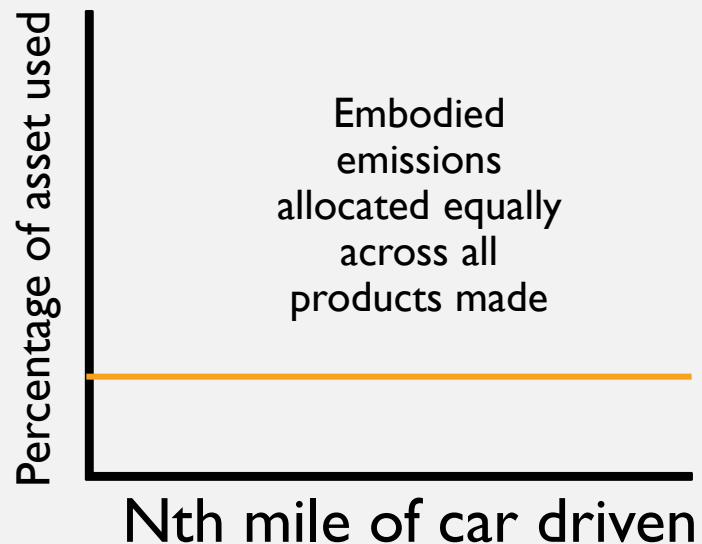 Percentage of asset used
Embodied
emissions
allocated equally
across all
products made
Nth mile of car driven